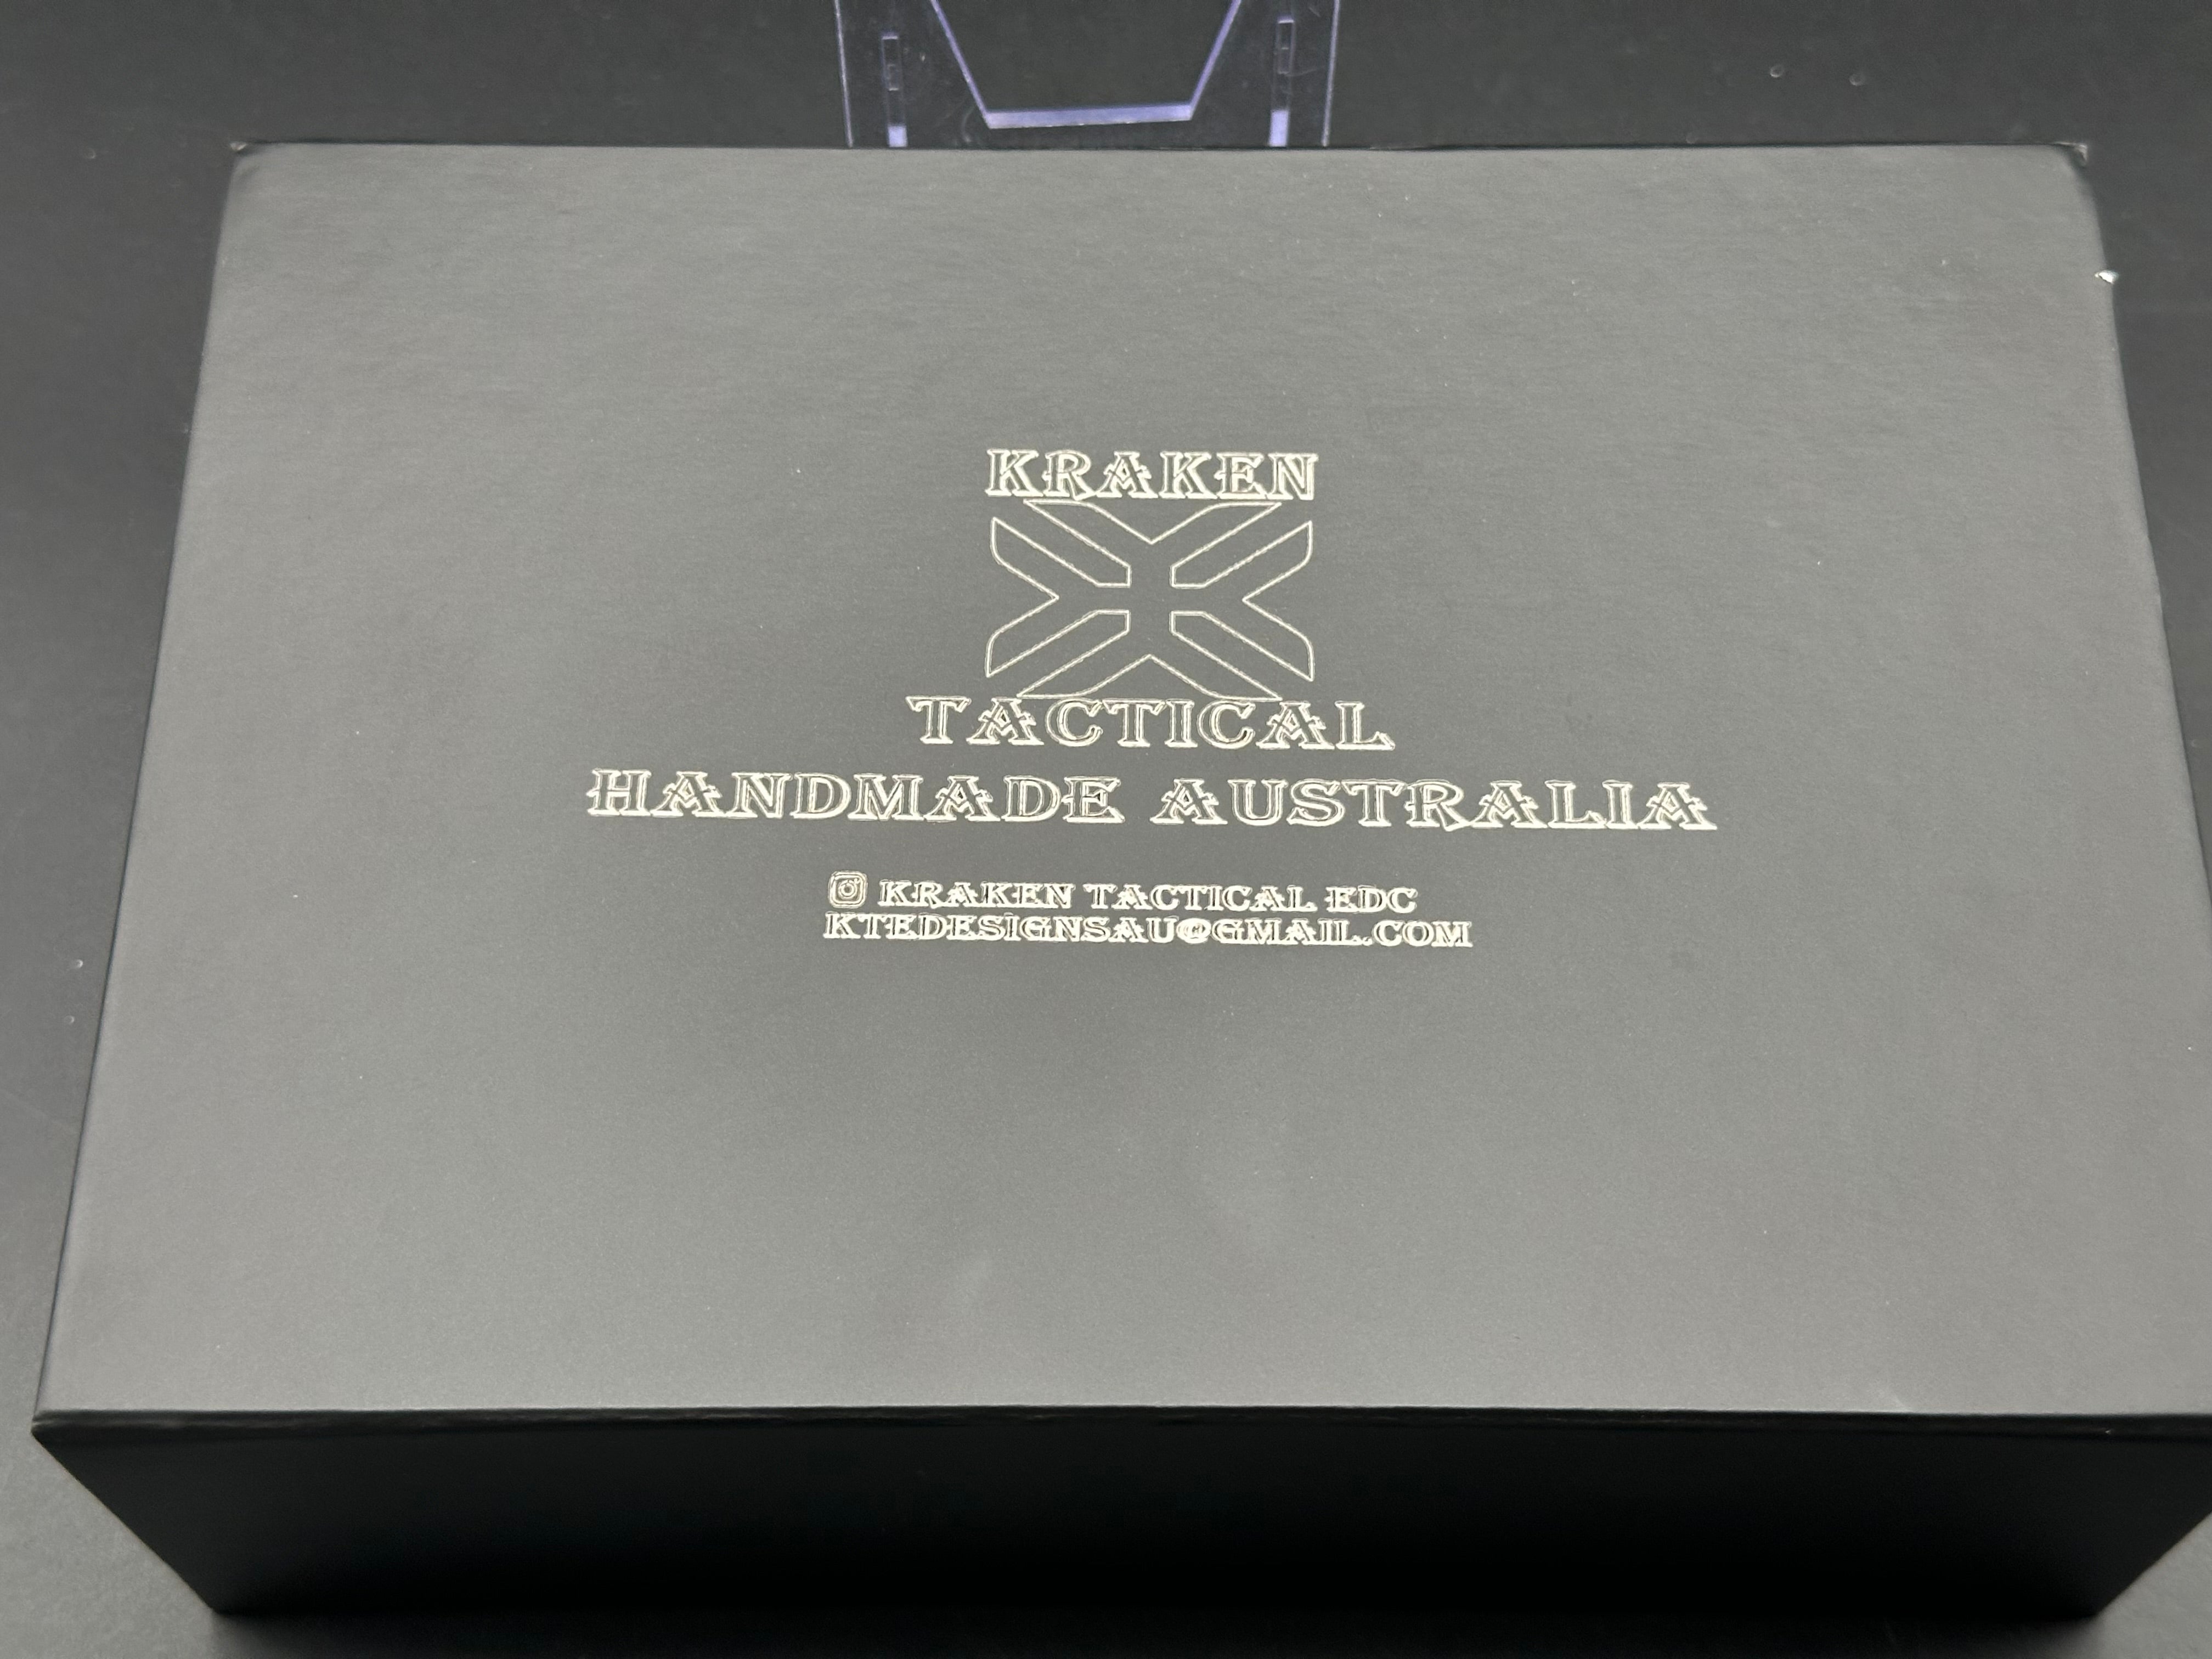 KRAKEN
TACTICAL
HANDMADE AUSTRALIA
KRAKEN TACTICAL EDC
KTEDESIGNSAU@GMAIL.COM